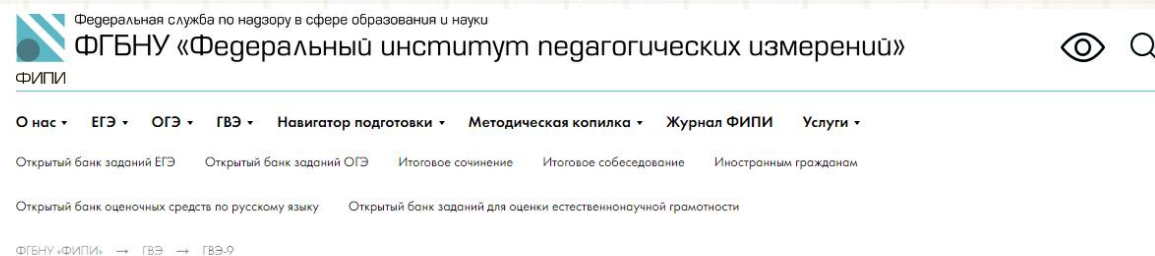 Федеральная служба по надзору в сфере образования и науки
ФГБНУ «Федеральный институт педагогических измерений»
ФИПИ
О нас ЕГЭ ОГЭ ГВЭ Навигатор подготовки Методическая копилка Журнал ФИПИ Услуги
Открытый банк заданий ЕГЭ Открытый банк заданий ОГЭ Итоговое сочинение Итоговое собеседование Иностранным гражданам
Открытый банк оценочных средств по русскому языку Открытый банк заданий для оценки естественнонаучной грамотности
ФГБНУ «ФИПИ» → ГВЭ → ГВЭ-9